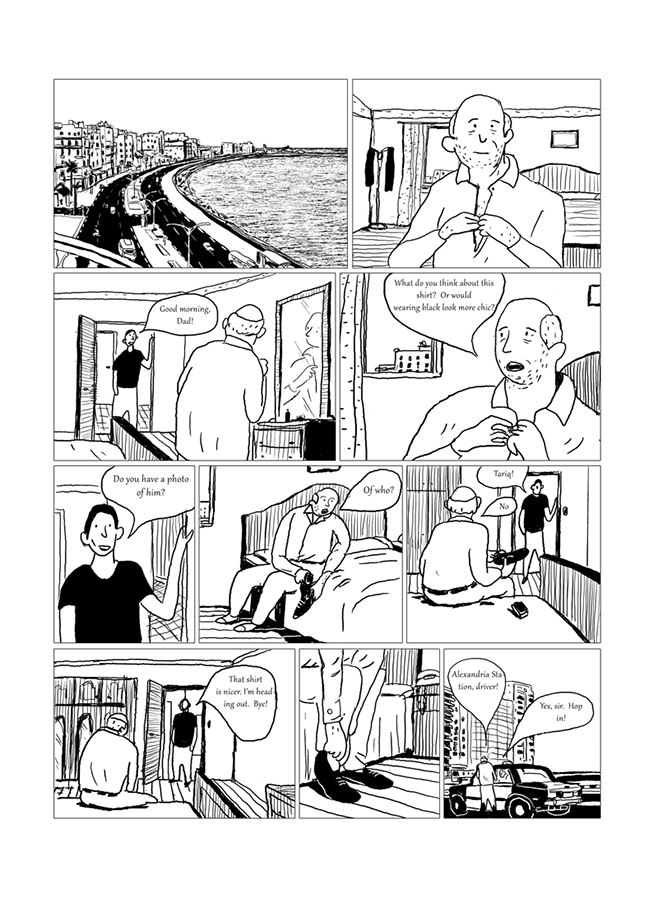 Good morning,
Dad!
What do you think about this
shirt? Or would
wearing black look more chic?
Do you have a photo
of him?
Of who?
Tariq!
No
That shirt
is nicer. I'm head
ing out. Bye!
Alexandria Sta
tion, driver!
Yes, sir. Hop
in!